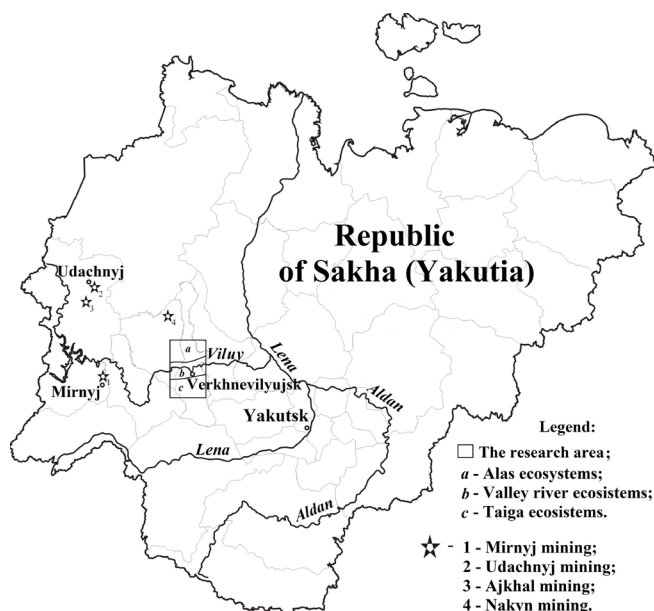 Republic
of Sakha (Yakutia)
Udachnyj
2
3
4
a
Viluy
b
c
Verkhnevilyujsk
Lena
Aldan
Mirnyj
Yakutsk
Lena
Aldan
Legend:
The research area;
a - Alas ecosystems;
b - Valley river ecosistems;
c - Taiga ecosistems.
- 1 - Mirnyj mining;
2 - Udachnyj mining;
3 - Ajkhal mining;
4 - Nakyn mining.